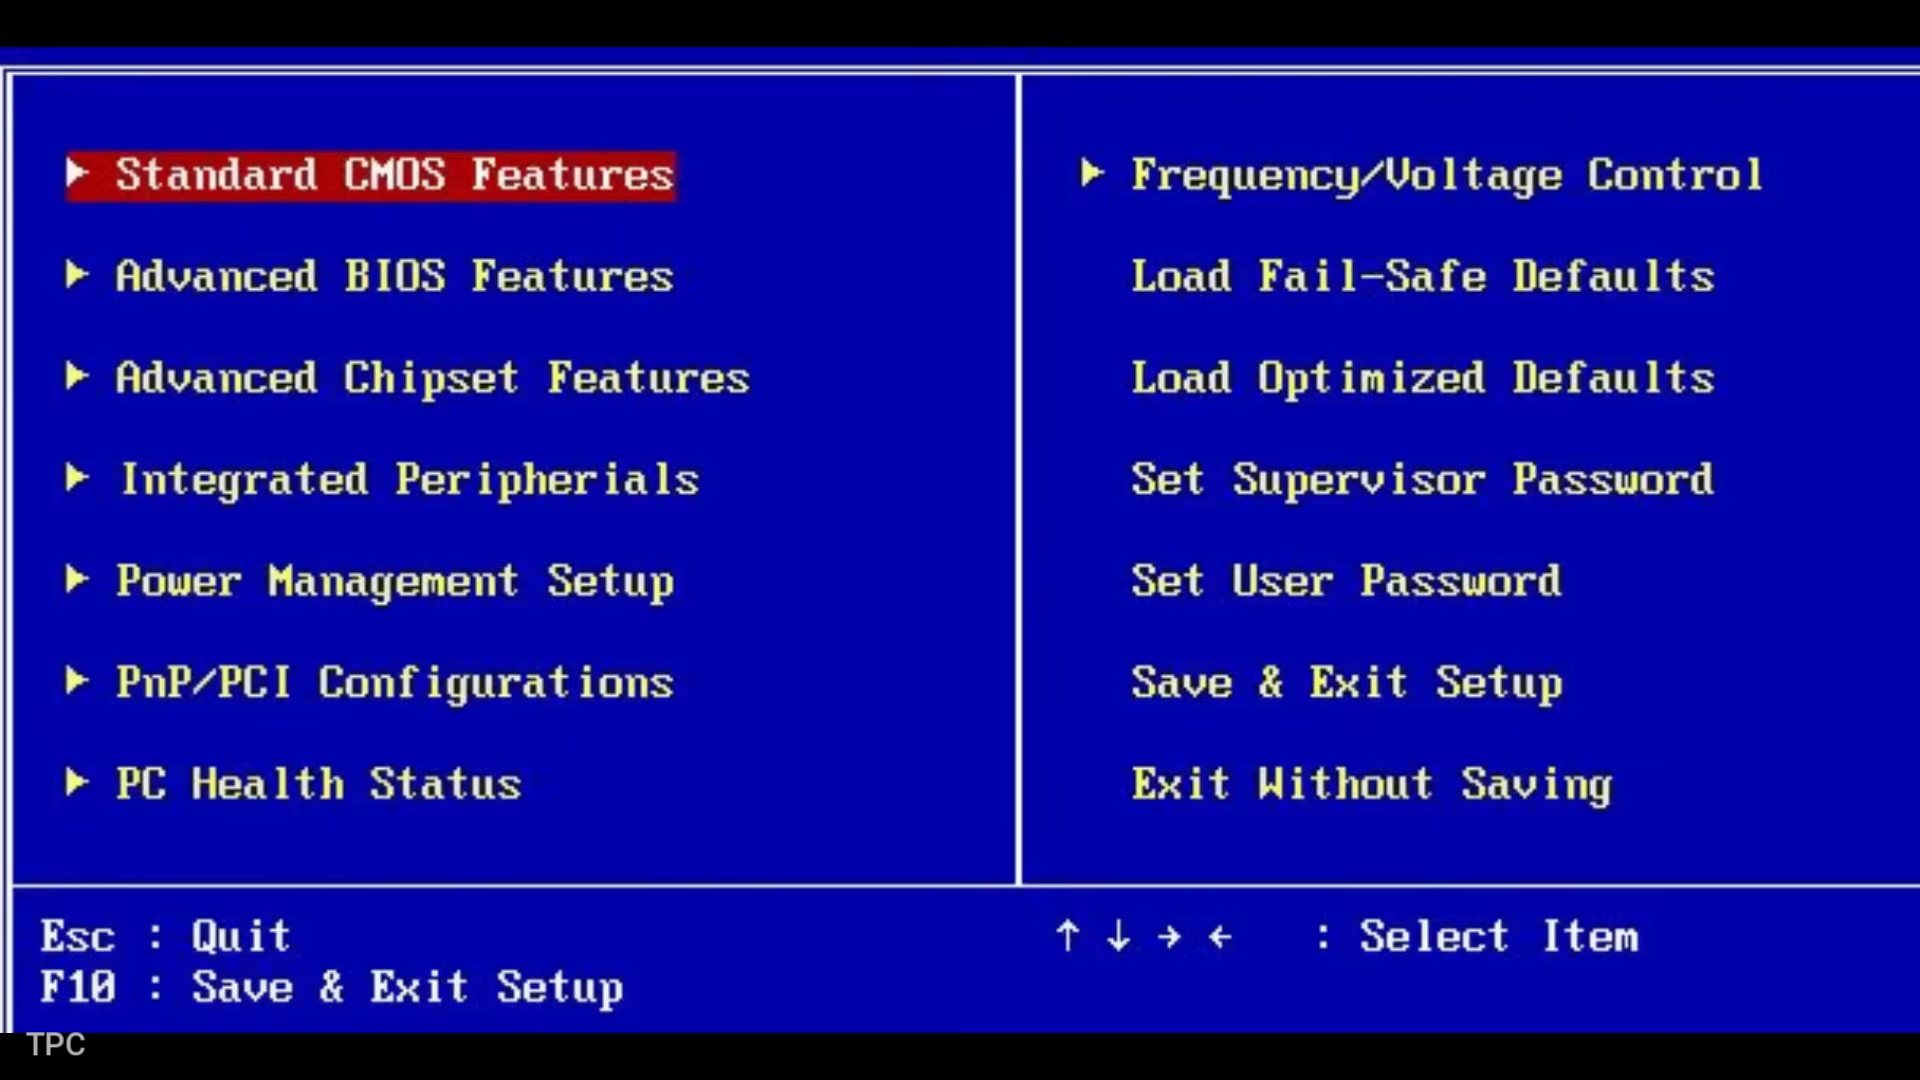 Standard CMOS Features
Advanced BIOS Features
Advanced Chipset Features
Integrated Peripherials
Power Management Setup
PnP/PCI Configurations
PC Health Status
Frequency/Voltage Control
Load Fail-Safe Defaults
Load Optimized Defaults
Set Supervisor Password
Set User Password
Save & Exit Setup
Exit Without Saving
Esc : Quit
F10 : Save & Exit Setup
↑ ↓ → ← : Select Item
TPC